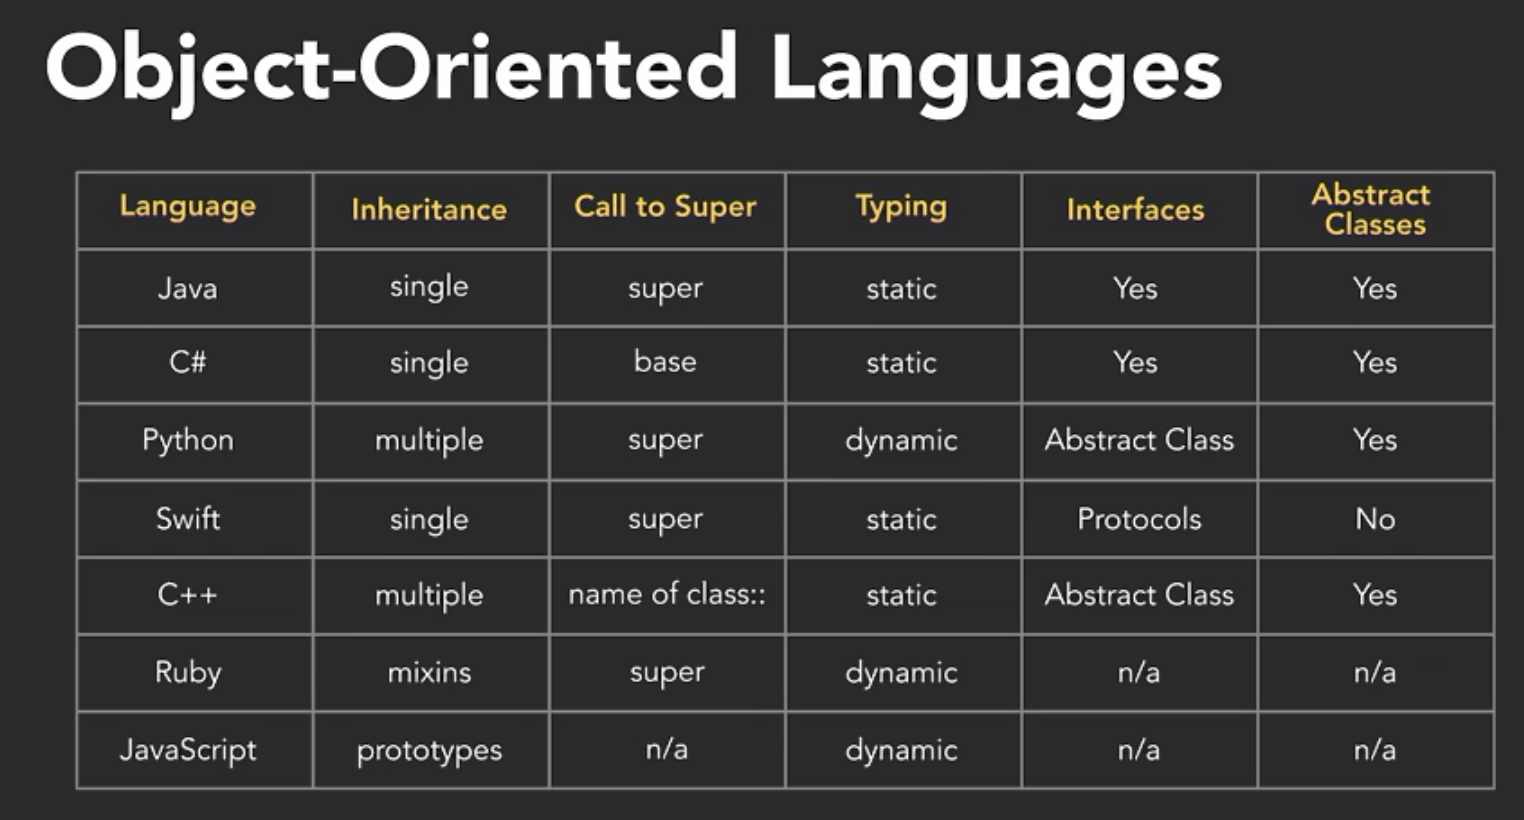 Object-Oriented Languages
Language Inheritance Call to Super Typing Interfaces Abstract Classes
Java single super static Yes Yes
C# single base static Yes Yes
Python multiple super dynamic Abstract Class Yes
Swift single super static Protocols No
C++ multiple name of class:: static Abstract Class Yes
Ruby mixins super dynamic n/a n/a
JavaScript prototypes n/a dynamic n/a n/a